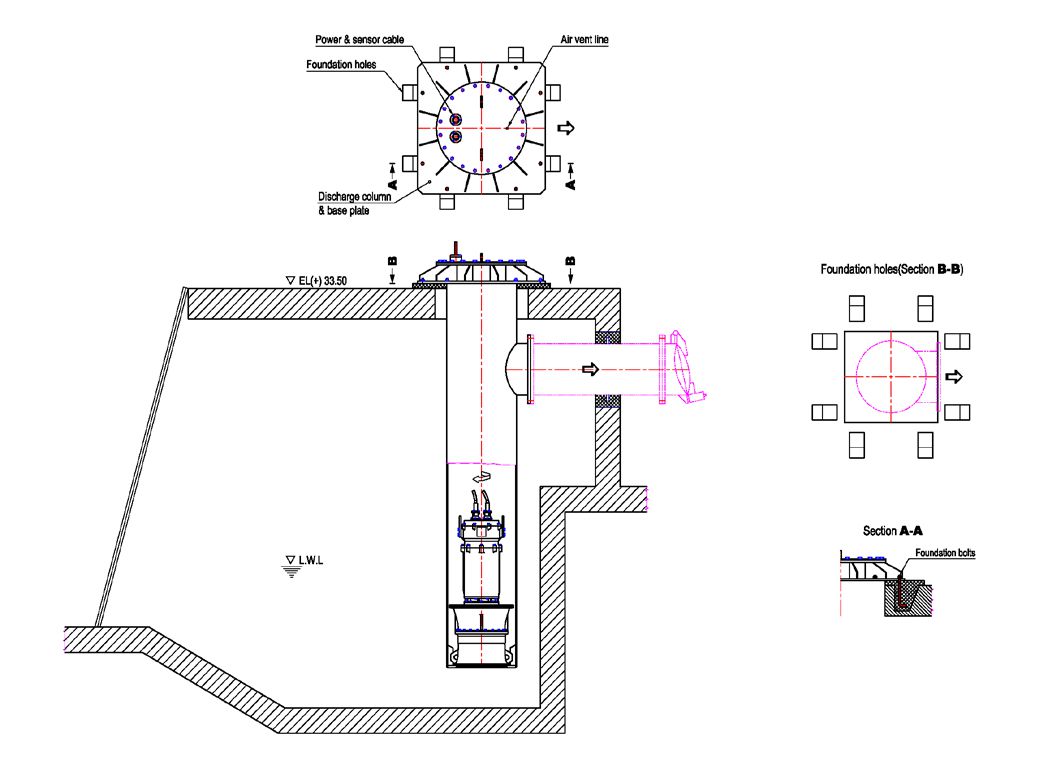 Power & sensor cable
Air vent line
Foundation holes
A
A
Discharge column
& base plate
B
B
EL(+) 33.50
Foundation holes(Section B-B)
L.W.L
Section A-A
Foundation bolts